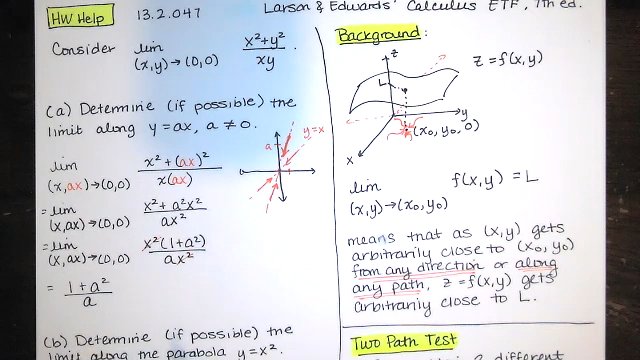 Larson & Edwards' Calculus ETF, 7th ed.
HW Help
13.2.047
Consider lim (x²+y²)/(xy).
(x,y)→(0,0)
(a) Determine (if possible) the
limit along y=ax, a≠0.
a
y=x
lim (x²+(ax)²)/(x(ax))
(x,ax)→(0,0)
= lim (x²+a²x²)/(ax²)
(x,ax)→(0,0)
= lim (x²(1+a²))/(ax²)
(x,ax)→(0,0)
= (1+a²)/a
(b) Determine (if possible) the
limit along the parabola y=x².
Background:
z
L
y
x
(x₀,y₀,0)
z=f(x,y)
lim f(x,y) = L
(x,y)→(x₀,y₀)
means that as (x,y) gets
arbitrarily close to (x₀,y₀)
from any direction or along
any path, z=f(x,y) gets
arbitrarily close to L.
Two Path Test
different